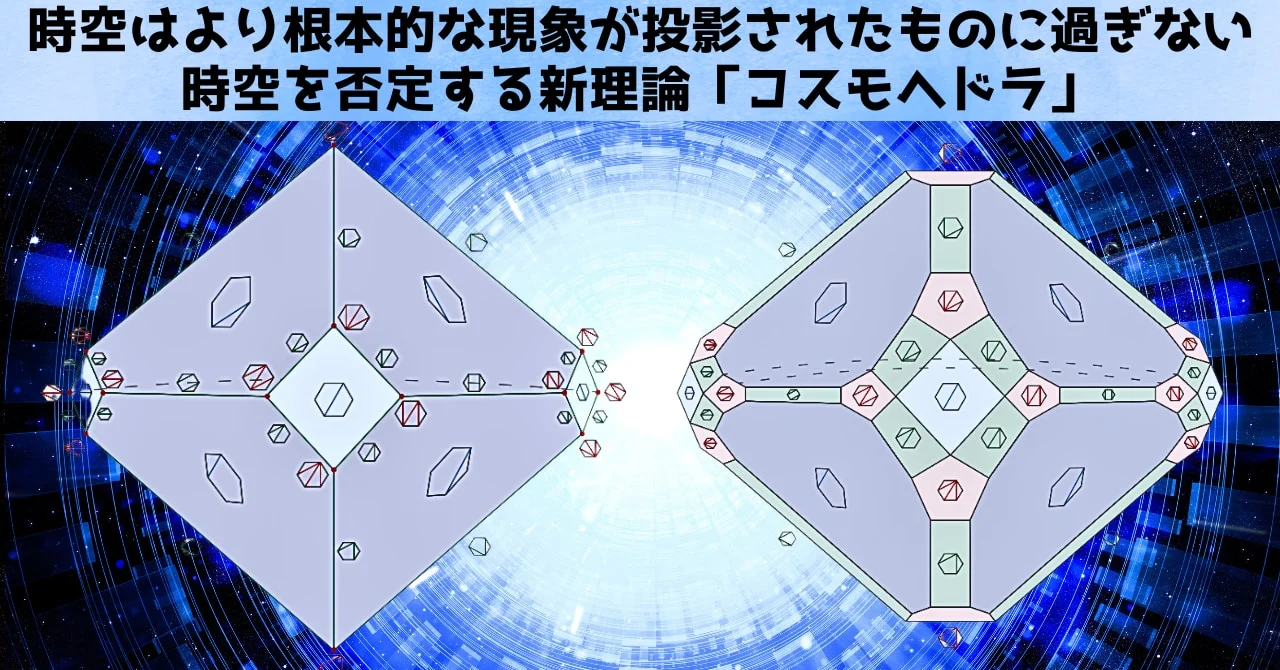 時空はより根本的な現象が投影されたものに過ぎない
時空を否定する新理論「コスモヘドラ」